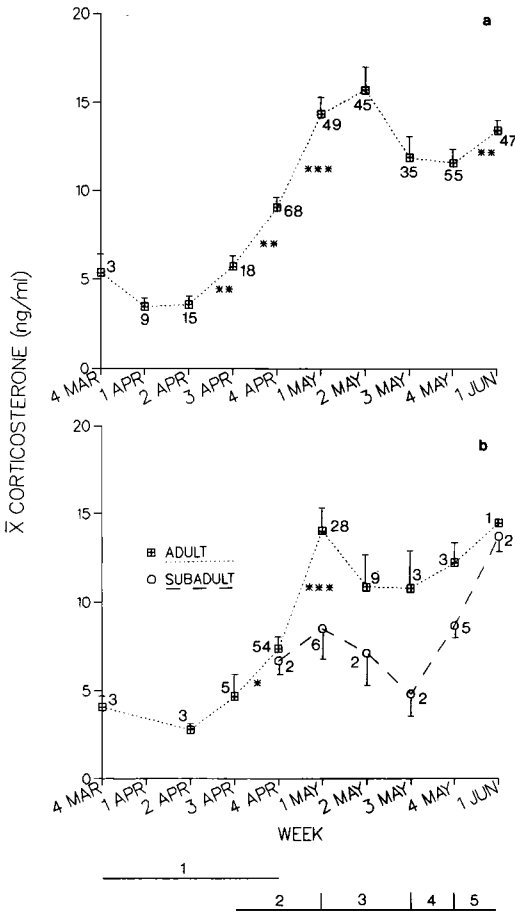 a
20
15
10
5
0
X̄ CORTICOSTERONE (ng/ml)
3
9
15
18
68
49
45
35
55
47
**
**
***
**
4 MAR
1 APR
2 APR
3 APR
4 APR
1 MAY
2 MAY
3 MAY
4 MAY
1 JUN
b
20
15
10
5
0
ADULT
SUBADULT
3
3
5
54
28
9
3
3
1
*
***
2
6
2
2
5
2
4 MAR
1 APR
2 APR
3 APR
4 APR
1 MAY
2 MAY
3 MAY
4 MAY
1 JUN
WEEK
1
2
3
4
5